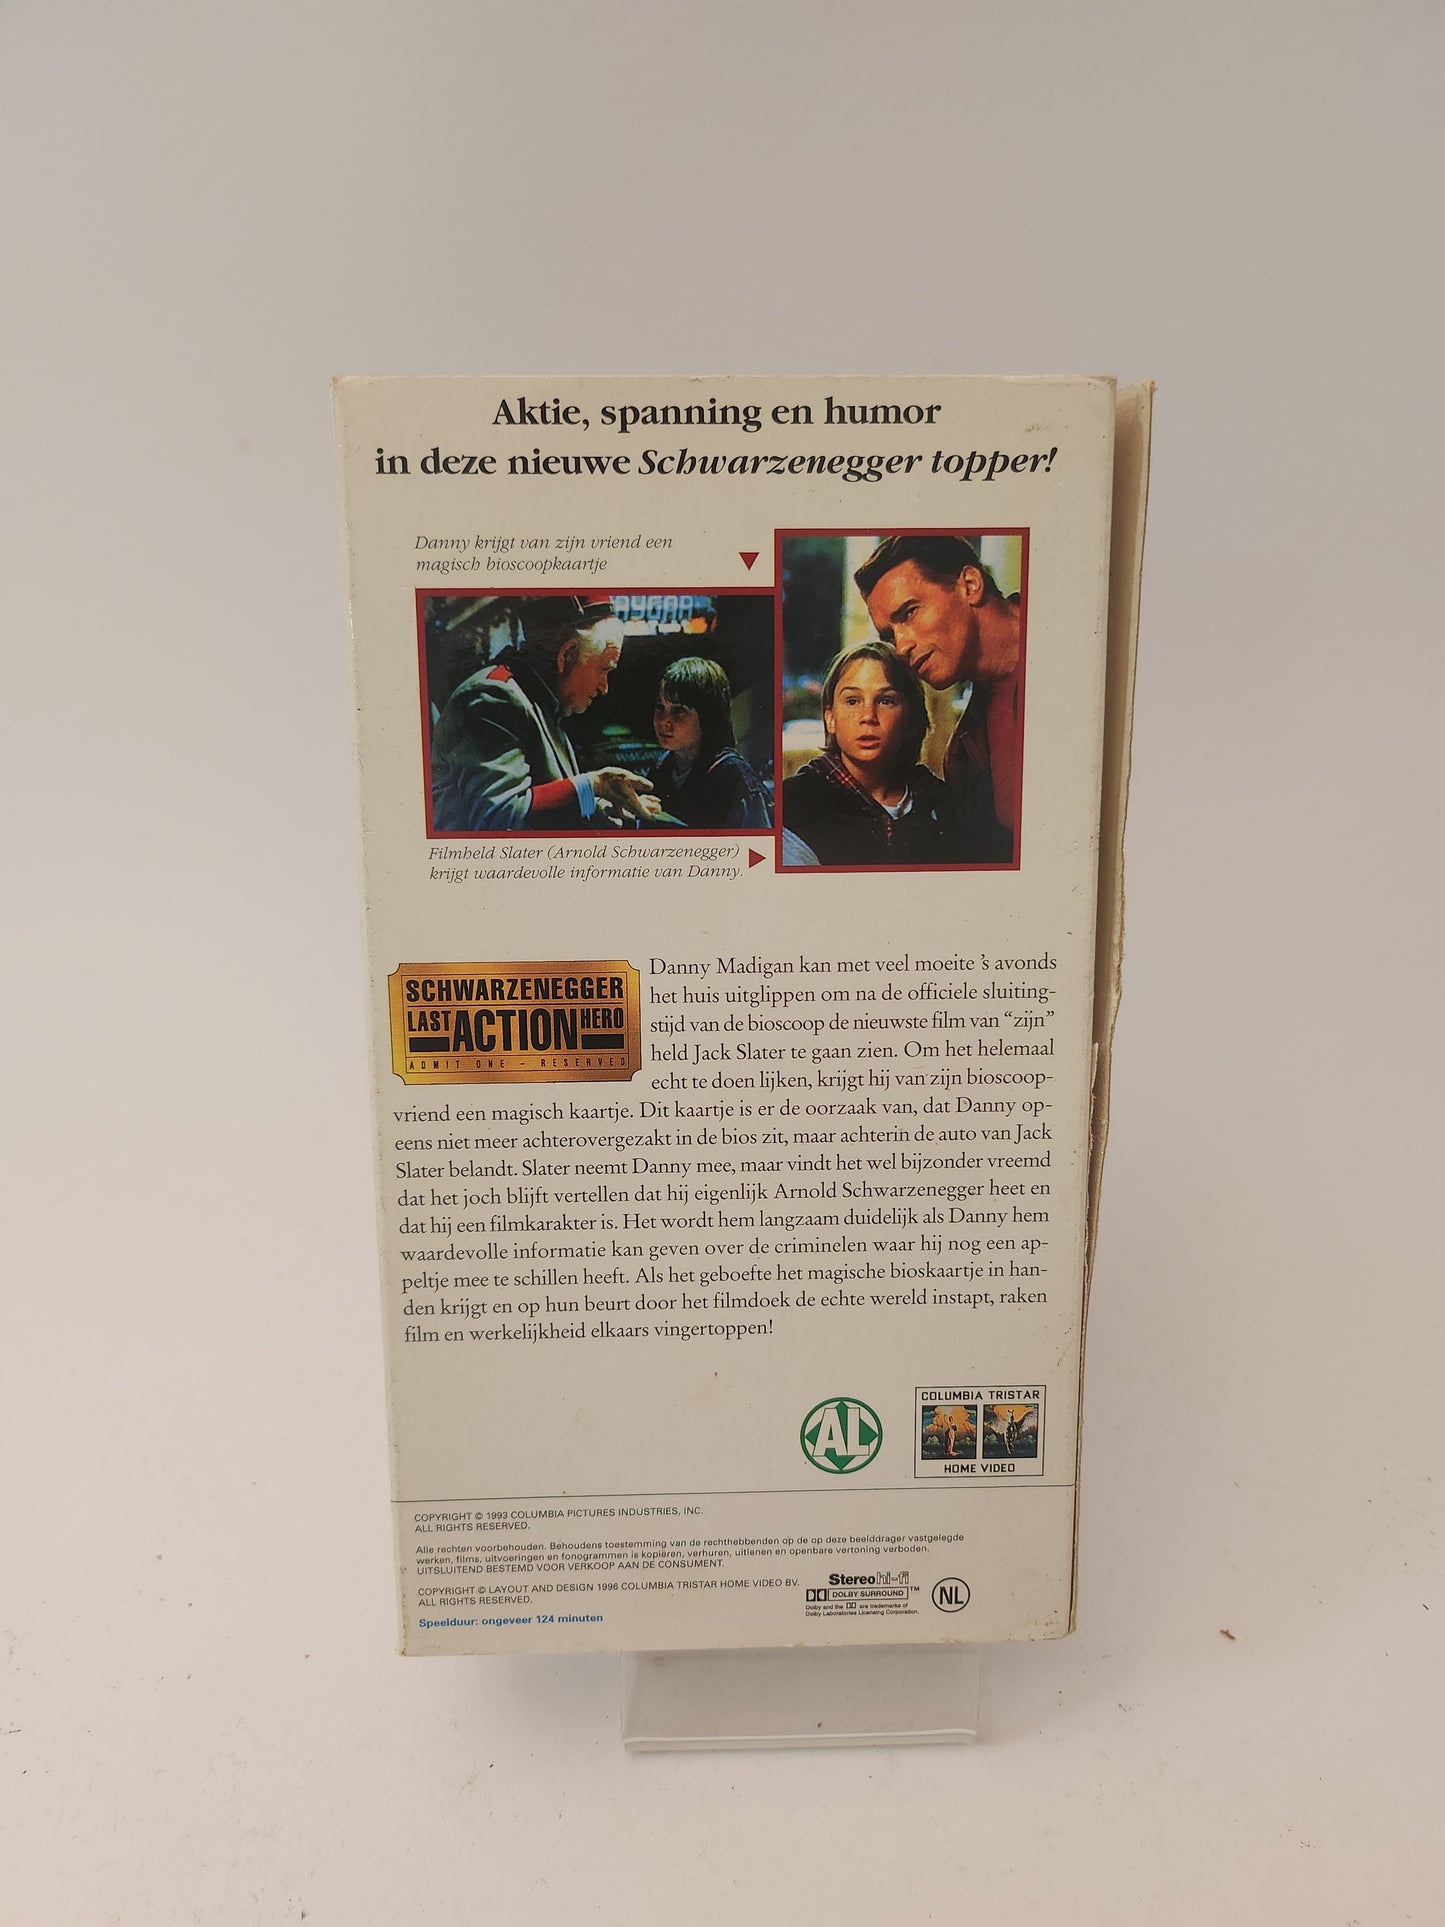 Aktie, spanning en humor
in deze nieuwe Schwarzenegger topper!
Danny krijgt van zijn vriend een
magisch bioscoopkaartje
Filmheld Slater (Arnold Schwarzenegger)
krijgt waardevolle informatie van Danny.
SCHWARZENEGGER
LAST ACTION HERO
ADMIT ONE - RESERVED
Danny Madigan kan met veel moeite 's avonds
het huis uitglippen om na de officiele sluiting-
stijd van de bioscoop de nieuwste film van “zijn”
held Jack Slater te gaan zien. Om het helemaal
echt te doen lijken, krijgt hij van zijn bioscoop-
vriend een magisch kaartje. Dit kaartje is er de oorzaak van, dat Danny op-
eens niet meer achterovergezakt in de bios zit, maar achterin de auto van Jack
Slater belandt. Slater neemt Danny mee, maar vindt het wel bijzonder vreemd
dat het joch blijft vertellen dat hij eigenlijk Arnold Schwarzenegger heet en
dat hij een filmkarakter is. Het wordt hem langzaam duidelijk als Danny hem
waardevolle informatie kan geven over de criminelen waar hij nog een ap-
peltje mee te schillen heeft. Als het geboefte het magische bioskaartje in han-
den krijgt en op hun beurt door het filmdoek de echte wereld instapt, raken
film en werkelijkheid elkaars vingertoppen!
AL
COLUMBIA TRISTAR
HOME VIDEO
COPYRIGHT © 1993 COLUMBIA PICTURES INDUSTRIES, INC.
ALL RIGHTS RESERVED.
Alle rechten voorbehouden. Behoudens toestemming van de rechthebbenden op de op deze beelddrager vastgelegde
werken, films, uitvoeringen en fonogrammen is kopiëren, verhuren, uitlenen en openbare vertoning verboden.
UITSLUITEND BESTEMD VOOR VERKOOP AAN DE CONSUMENT.
COPYRIGHT © LAYOUT AND DESIGN 1996 COLUMBIA TRISTAR HOME VIDEO BV.
ALL RIGHTS RESERVED.
Speelduur: ongeveer 124 minuten
Stereo hi-fi
DOLBY SURROUND ™
Dolby and the are trademarks of
Dolby Laboratories Licensing Corporation.
NL